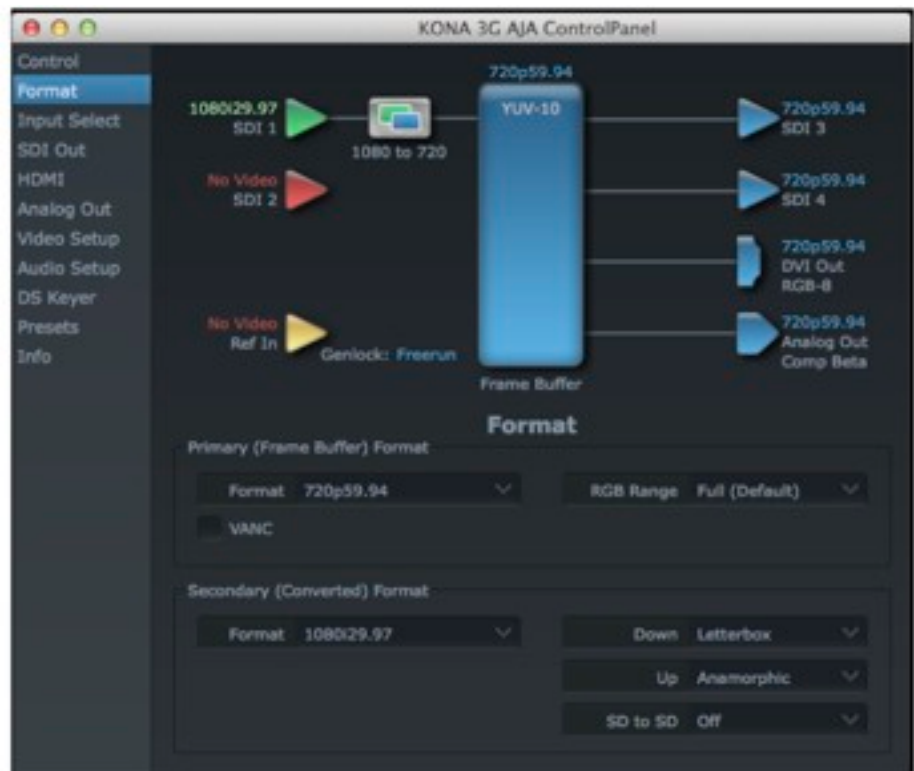 KONA 3G AJA ControlPanel
Control
Format
Input Select
SDI Out
HDMI
Analog Out
Video Setup
Audio Setup
DS Keyer
Presets
Info
720p59.94
YUV-10
1080i29.97
SDI 1
1080 to 720
No Video
SDI 2
No Video
Ref In
Genlock: Freerun
Frame Buffer
720p59.94
SDI 3
720p59.94
SDI 4
720p59.94
DVI Out
RGB-8
720p59.94
Analog Out
Comp Beta
Format
Primary (Frame Buffer) Format
Format 720p59.94
RGB Range Full (Default)
VANC
Secondary (Converted) Format
Format 1080i29.97
Down Letterbox
Up Anamorphic
SD to SD Off